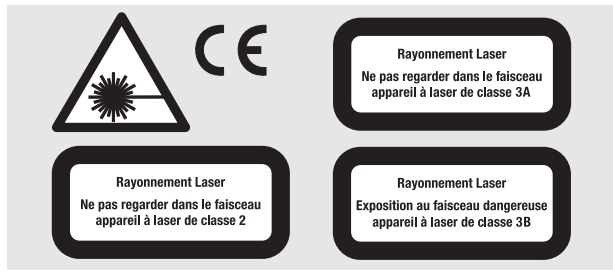 CE
Rayonnement Laser
Ne pas regarder dans le faisceau
appareil à laser de classe 3A
Rayonnement Laser
Ne pas regarder dans le faisceau
appareil à laser de classe 2
Rayonnement Laser
Exposition au faisceau dangereuse
appareil à laser de classe 3B